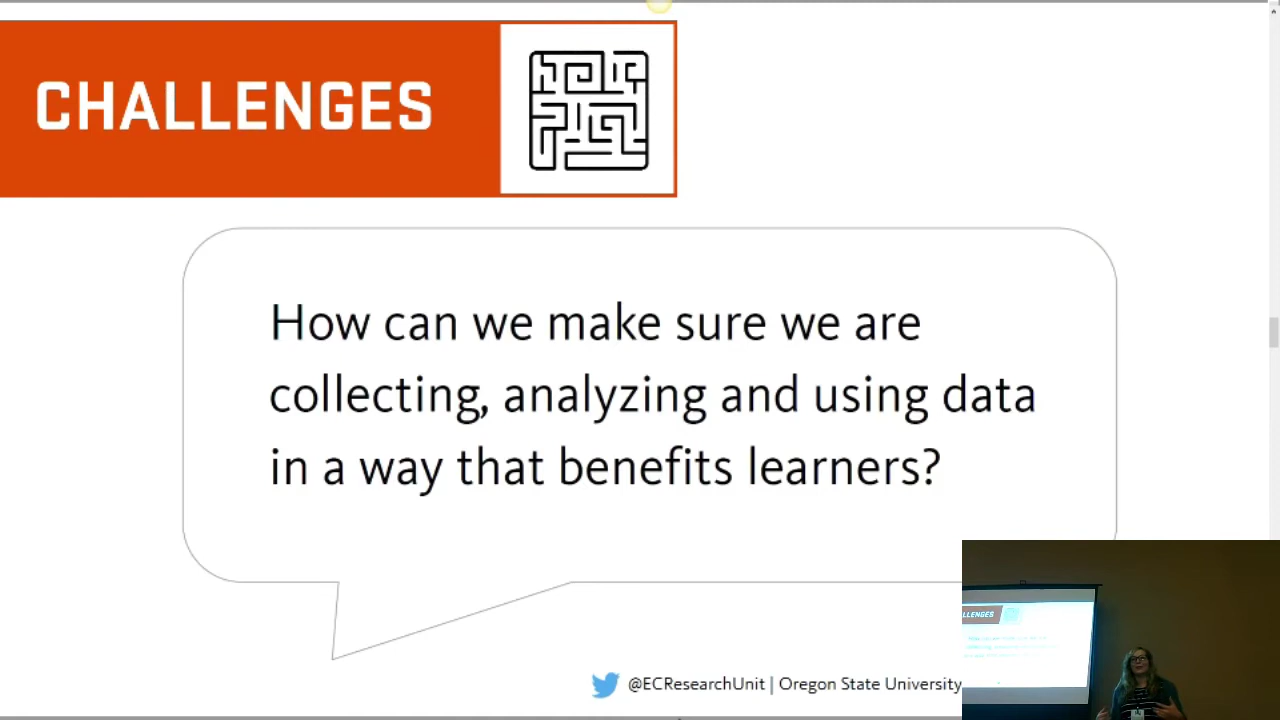 CHALLENGES
How can we make sure we are
collecting, analyzing and using data
in a way that benefits learners?
@ECResearchUnit | Oregon State University
LLENGES